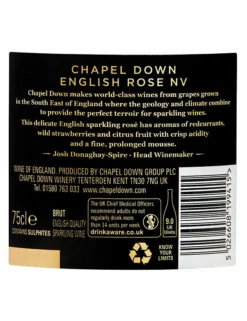 CHAPEL DOWN
ENGLISH ROSE NV
Chapel Down makes world-class wines from grapes grown
in the South East of England where the geology and climate combine
to provide the perfect terroir for sparkling wines.
This delicate English sparkling rosé has aromas of redcurrants,
wild strawberries and citrus fruit with crisp acidity
and a fine, prolonged mousse.
- Josh Donaghay-Spire - Head Winemaker -
WINE OF ENGLAND. PRODUCED BY CHAPEL DOWN GROUP PLC
CHAPEL DOWN WINERY TENTERDEN KENT TN30 7NG UK
Tel: 01580 763 033 www.chapeldown.com
75cl e
CONTAINS SULPHITES
BRUT
ENGLISH QUALITY
SPARKLING WINE
The UK Chief Medical Officers
recommend adults do not
regularly drink more
than 14 units per week
drinkaware.co.uk
9.0
UK Units
KNOW YOUR LIMITS
5 026608 199415 >